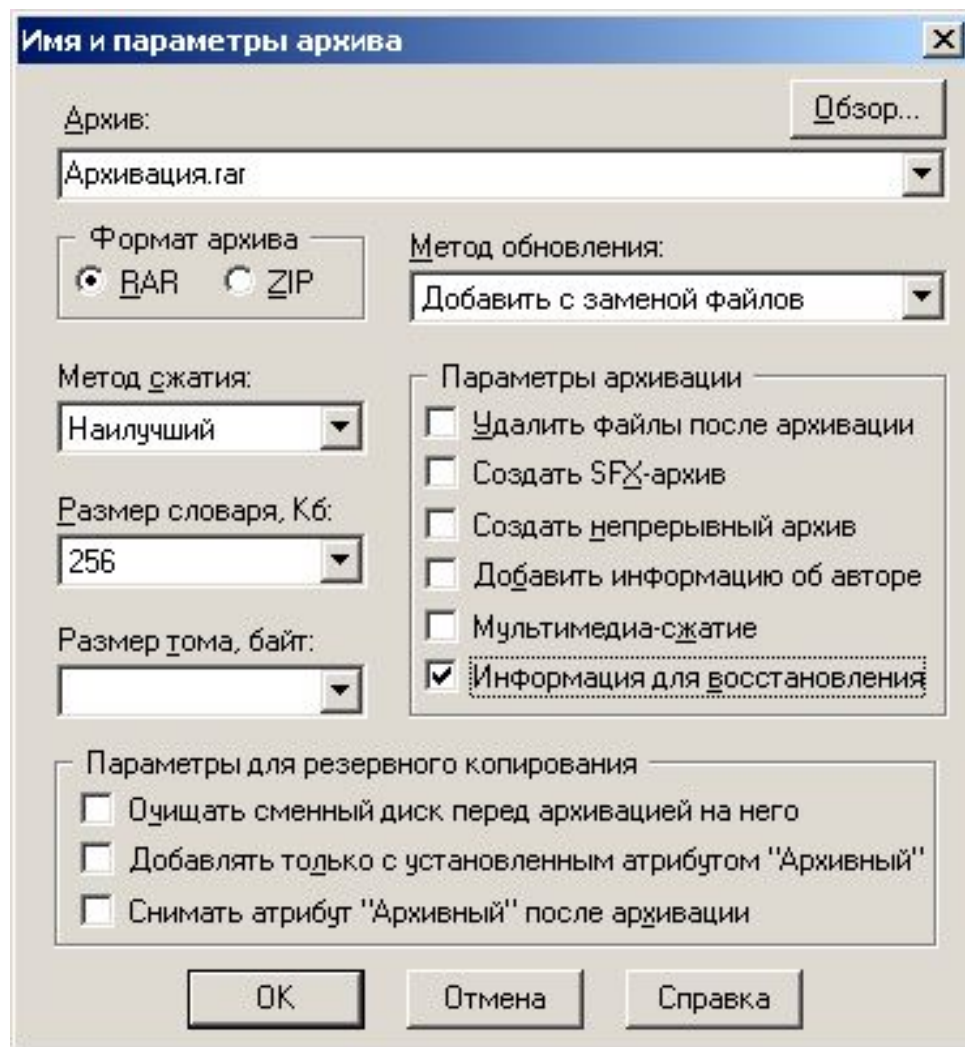 Имя и параметры архива
Обзор...
Архив:
Архивация.rar
Формат архива
RAR ZIP
Метод обновления:
Добавить с заменой файлов
Метод сжатия:
Наилучший
Размер словаря, Кб:
256
Размер тома, байт:
Параметры архивации
Удалить файлы после архивации
Создать SFX-архив
Создать непрерывный архив
Добавить информацию об авторе
Мультимедиа-сжатие
Информация для восстановления
Параметры для резервного копирования
Очищать сменный диск перед архивацией на него
Добавлять только с установленным атрибутом "Архивный"
Снимать атрибут "Архивный" после архивации
OK Отмена Справка